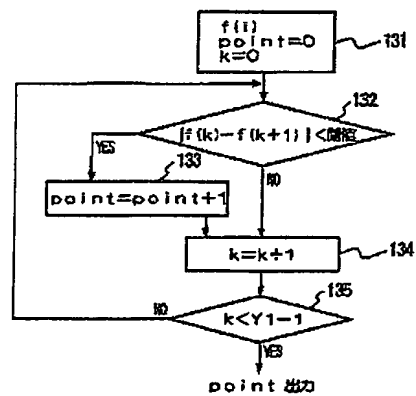 f(i)
point=0
k=0
131
132
|f(k)-f(k+1)|<閾値
YES
133
NO
point=point+1
k=k+1
134
135
NO
k<Y1-1
YES
point 出力